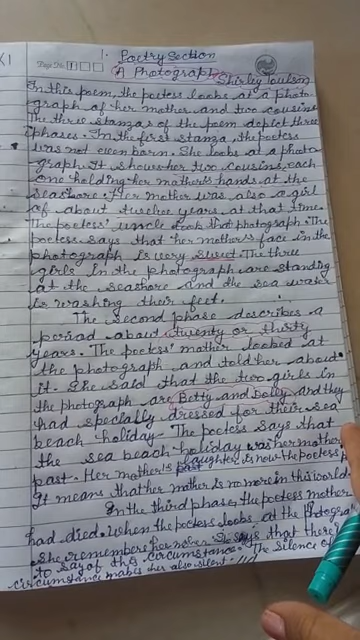 1. Poetry Section
A Photograph Shirley Toulson
In this poem, the poetess looks at a photo-
graph of her mother and two cousins.
The three stanzas of the poem depict three
phases. In the first stanza, the poetess
was not even born. She looks at a photo-
graph. It shows her two cousins, each
one holding her mother's hands at the
seashore. Her mother was also a girl
of about twelve years at that time.
The poetess' uncle took that photograph. The
poetess says that her mother's face in the
photograph is very sweet. The three
girls in the photograph are standing
at the seashore and the sea water
is washing their feet.
The second phase describes a
period about twenty or thirty
years. The poetess' mother looked at
the photograph and told her about
it. She said that the two girls in
the photograph are Betty and Dolly and they
had specially dressed for their sea
beach holiday. The poetess says that
the sea beach holiday was her mother
past. Her mother's laughter is now the poetess p
It means that her mother is no more in this world.
In the third phase, the poetess mother
had died. When the poetess looks at the photogra
She remembers her mother. She says that there
to say of this circumstance. The silence of
circumstance makes her also silent.